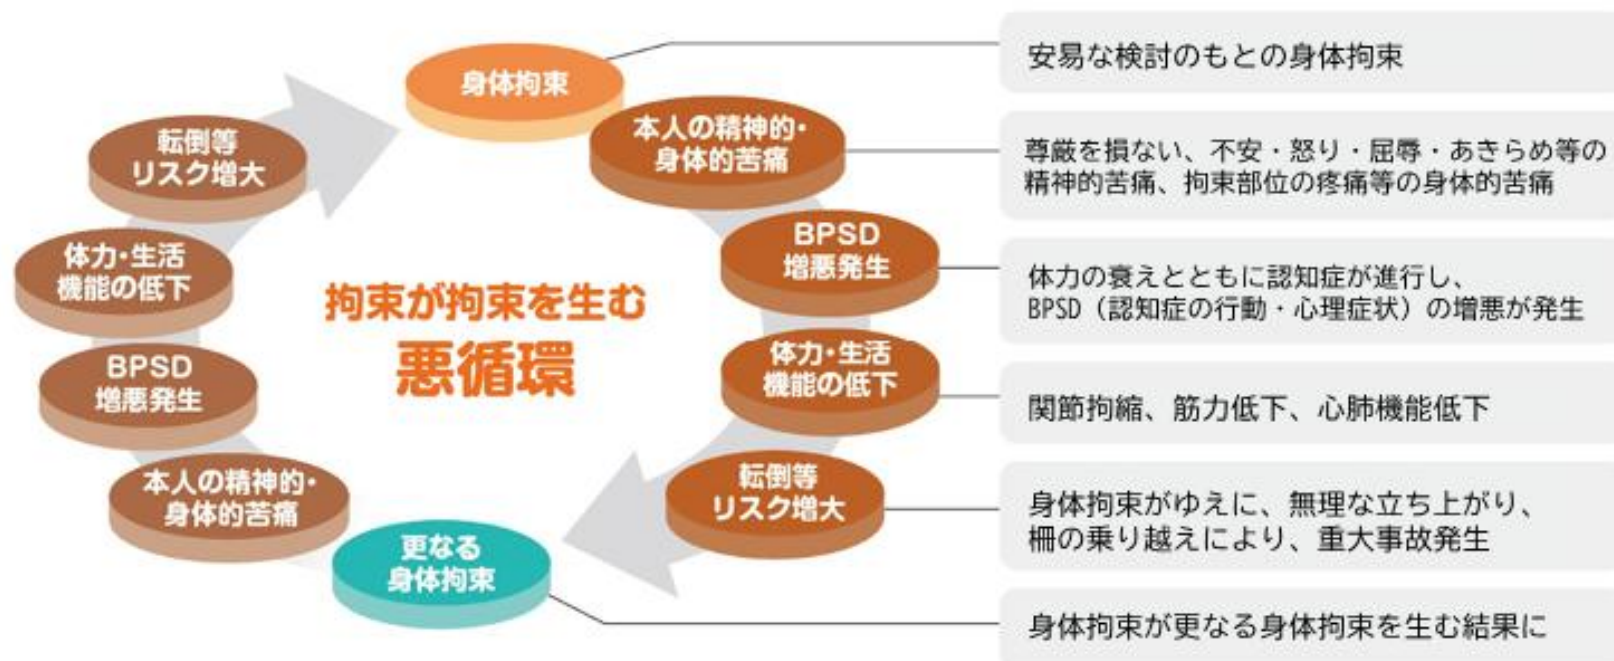 身体拘束
本人の精神的・
身体的苦痛
BPSD
増悪発生
体力・生活
機能の低下
転倒等
リスク増大
更なる
身体拘束
本人の精神的・
身体的苦痛
BPSD
増悪発生
体力・生活
機能の低下
転倒等
リスク増大
拘束が拘束を生む
悪循環
安易な検討のもとの身体拘束
尊厳を損ない、不安・怒り・屈辱・あきらめ等の
精神的苦痛、拘束部位の疼痛等の身体的苦痛
体力の衰えとともに認知症が進行し、
BPSD（認知症の行動・心理症状）の増悪が発生
関節拘縮、筋力低下、心肺機能低下
身体拘束がゆえに、無理な立ち上がり、
柵の乗り越えにより、重大事故発生
身体拘束が更なる身体拘束を生む結果に